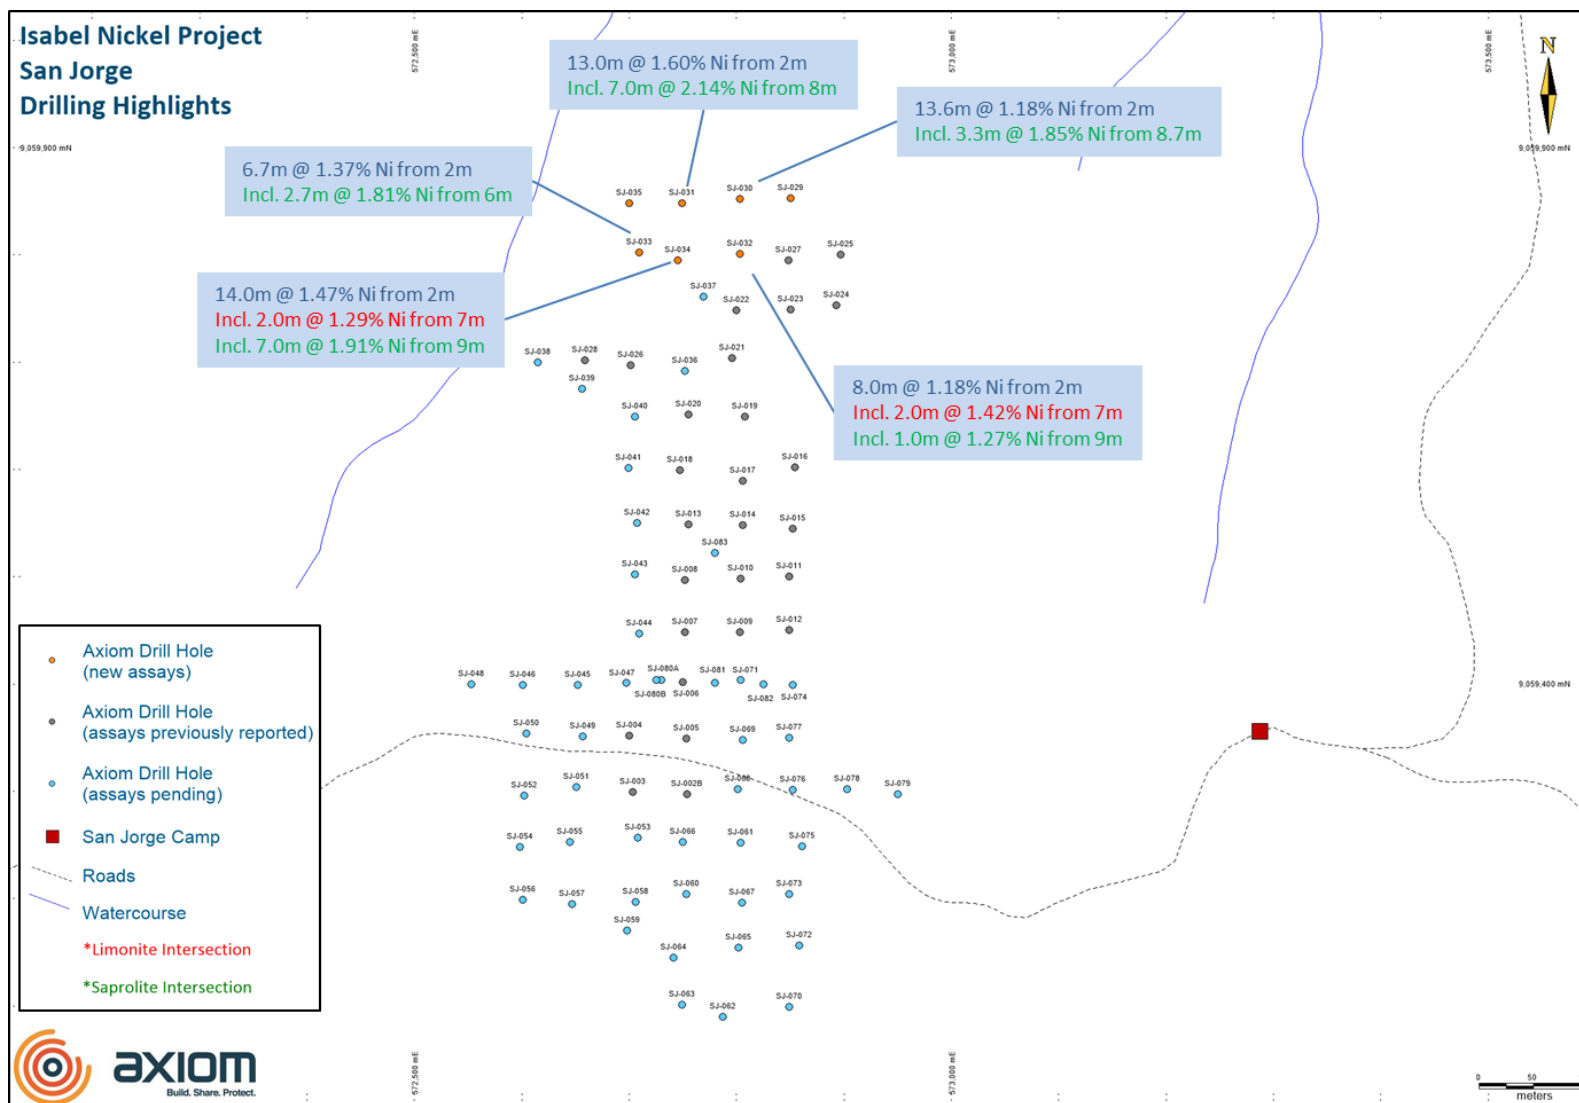 Isabel Nickel Project
San Jorge
Drilling Highlights
572,500 mE
573,000 mE
573,500 mE
N
13.0m @ 1.60% Ni from 2m
Incl. 7.0m @ 2.14% Ni from 8m
13.6m @ 1.18% Ni from 2m
Incl. 3.3m @ 1.85% Ni from 8.7m
9,059,900 mN
9,059,900 mN
6.7m @ 1.37% Ni from 2m
Incl. 2.7m @ 1.81% Ni from 6m
SJ-035
SJ-031
SJ-030
SJ-029
SJ-033
SJ-034
SJ-032
SJ-027
SJ-025
14.0m @ 1.47% Ni from 2m
Incl. 2.0m @ 1.29% Ni from 7m
Incl. 7.0m @ 1.91% Ni from 9m
SJ-037
SJ-022
SJ-023
SJ-024
SJ-038
SJ-028
SJ-026
SJ-036
SJ-021
SJ-039
8.0m @ 1.18% Ni from 2m
Incl. 2.0m @ 1.42% Ni from 7m
Incl. 1.0m @ 1.27% Ni from 9m
SJ-040
SJ-020
SJ-019
SJ-041
SJ-018
SJ-017
SJ-016
SJ-042
SJ-013
SJ-014
SJ-015
SJ-083
SJ-043
SJ-008
SJ-010
SJ-011
SJ-044
SJ-007
SJ-009
SJ-012
SJ-048
SJ-046
SJ-045
SJ-047
SJ-080A
SJ-081
SJ-071
SJ-080B
SJ-006
SJ-082
SJ-074
9,059,400 mN
SJ-050
SJ-049
SJ-004
SJ-005
SJ-069
SJ-077
SJ-052
SJ-051
SJ-003
SJ-002B
SJ-076
SJ-078
SJ-079
SJ-054
SJ-055
SJ-053
SJ-066
SJ-061
SJ-075
SJ-056
SJ-057
SJ-058
SJ-060
SJ-067
SJ-073
SJ-059
SJ-064
SJ-065
SJ-072
SJ-063
SJ-062
SJ-070
Axiom Drill Hole
(new assays)
Axiom Drill Hole
(assays previously reported)
Axiom Drill Hole
(assays pending)
San Jorge Camp
Roads
Watercourse
*Limonite Intersection
*Saprolite Intersection
axiom
Build. Share. Protect.
572,500 mE
573,000 mE
573,500 mE
0
50
meters